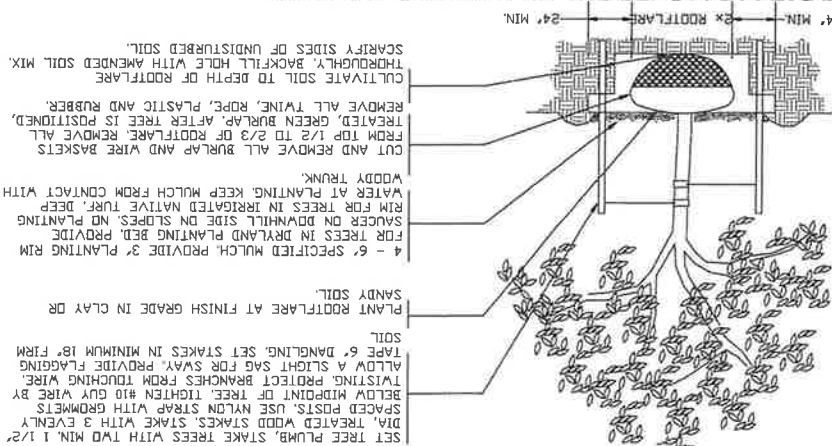 SET TREE PLUMB, STAKE TREES WITH TWO MIN. 1 1/2"
DIA. TREATED WOOD STAKES. STAKE WITH 3 EVENLY
SPACED POSTS. USE NYLON STRAP WITH GROMMETS
BELOW MIDPOINT OF TREE. TIGHTEN #10 GUY WIRE BY
TWISTING. PROTECT BRANCHES FROM TOUCHING WIRE.
ALLOW A SLIGHT SAG FOR SWAY. PROVIDE FLAGGING
TAPE 6" DANGLING. SET STAKES IN MINIMUM 18" FIRM
SOIL
PLANT ROOTFLARE AT FINISH GRADE IN CLAY OR
SANDY SOIL.
4 - 6" SPECIFIED MULCH. PROVIDE 3" PLANTING RIM
FOR TREES IN DRYLAND PLANTING BED. PROVIDE
SAUCER ON DOWNHILL SIDE ON SLOPES. NO PLANTING
RIM FOR TREES IN IRRIGATED NATIVE TURF. DEEP
WATER AT PLANTING. KEEP MULCH FROM CONTACT WITH
WOODY TRUNK.
CUT AND REMOVE ALL BURLAP AND WIRE BASKETS
FROM TOP 1/2 TO 2/3 OF ROOTFLARE. REMOVE ALL
TREATED, GREEN BURLAP. AFTER TREE IS POSITIONED,
REMOVE ALL TWINE, ROPE, PLASTIC AND RUBBER.
CULTIVATE SOIL TO DEPTH OF ROOTFLARE
THOROUGHLY. BACKFILL HOLE WITH AMENDED SOIL MIX.
SCARIFY SIDES OF UNDISTURBED SOIL.
24" MIN. 2x ROOTFLARE 4" MIN.